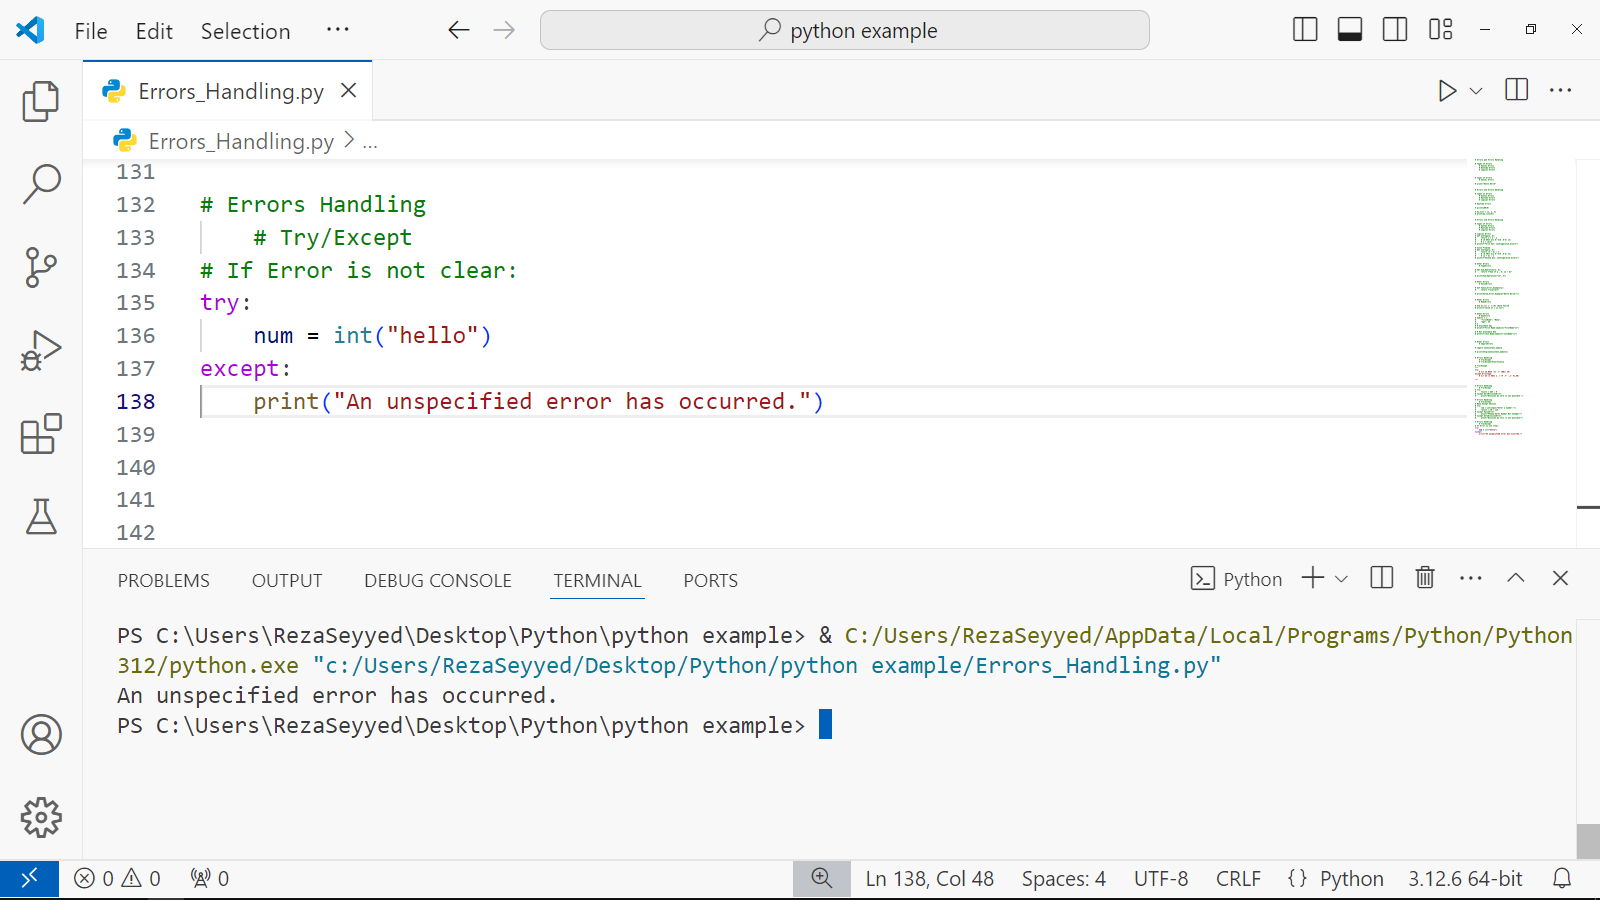 File Edit Selection ··· python example
Errors_Handling.py
Errors_Handling.py > ...
131
132 # Errors Handling
133     # Try/Except
134 # If Error is not clear:
135 try:
136     num = int("hello")
137 except:
138     print("An unspecified error has occurred.")
139
140
141
142
PROBLEMS OUTPUT DEBUG CONSOLE TERMINAL PORTS Python
PS C:\Users\RezaSeyyed\Desktop\Python\python example> & C:/Users/RezaSeyyed/AppData/Local/Programs/Python/Python
312/python.exe "c:/Users/RezaSeyyed/Desktop/Python/python example/Errors_Handling.py"
An unspecified error has occurred.
PS C:\Users\RezaSeyyed\Desktop\Python\python example>
0 0 0 Ln 138, Col 48 Spaces: 4 UTF-8 CRLF {} Python 3.12.6 64-bit